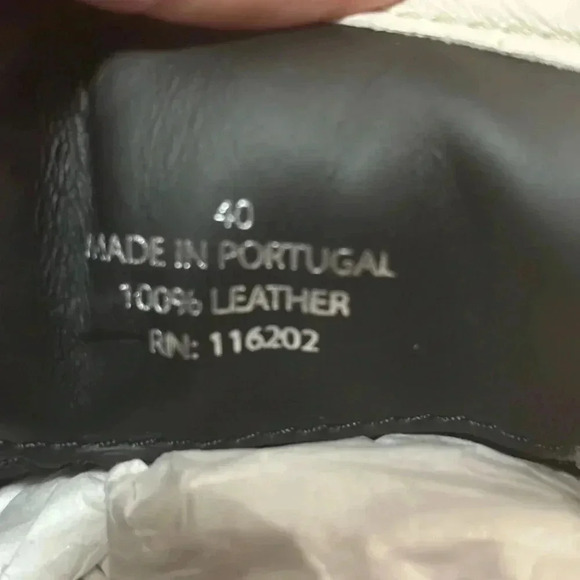 40
MADE IN PORTUGAL
100% LEATHER
RN: 116202